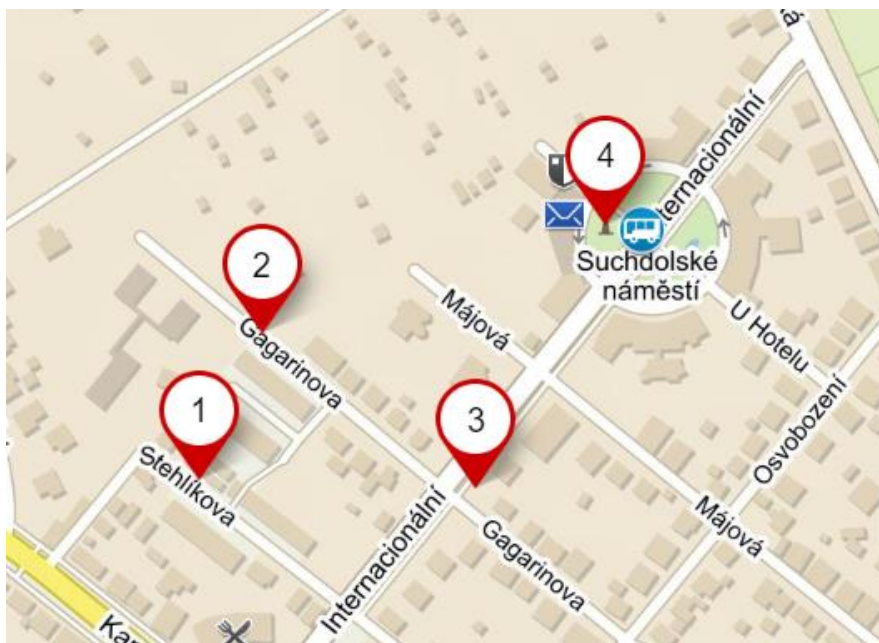 4
Internacionální
Suchdolské
náměstí
2
Májová
U Hotelu
Gagarinova
1
3
Osvobození
Stehlíkova
Májová
Internacionální
Gagarinova